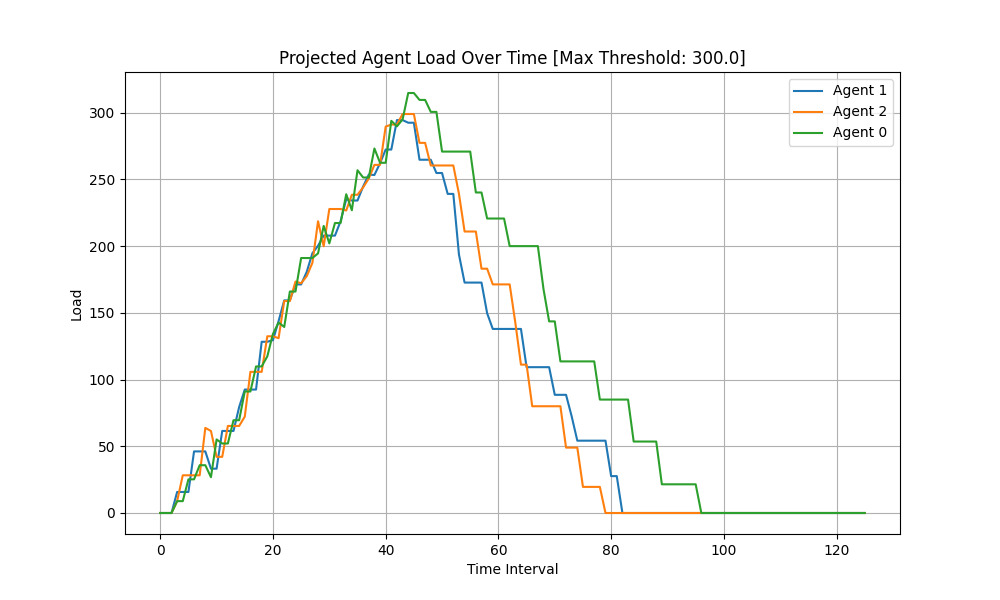 Projected Agent Load Over Time [Max Threshold: 300.0]
Agent 1
Agent 2
Agent 0
Load
300
250
200
150
100
50
0
0 20 40 60 80 100 120
Time Interval